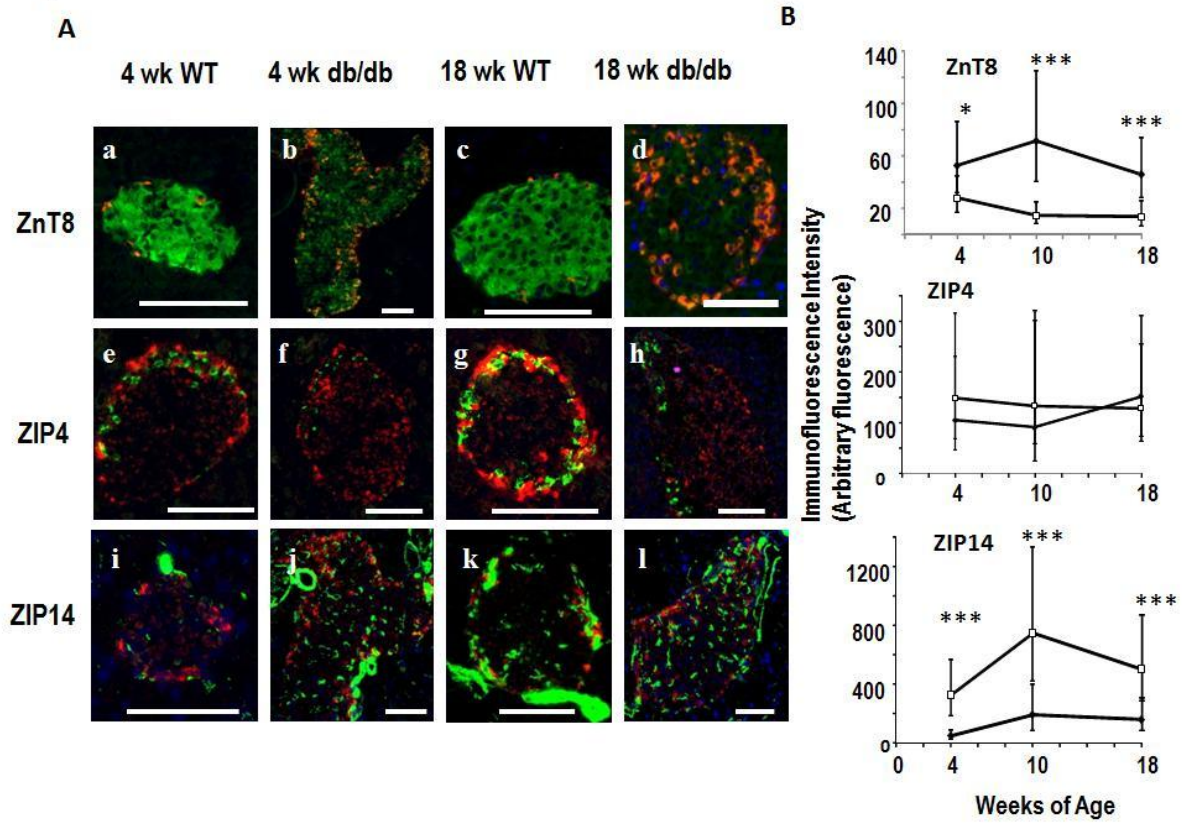 A
4 wk WT 4 wk db/db 18 wk WT 18 wk db/db
ZnT8
a b c d
ZIP4
e f g h
ZIP14
i j k l
B
Immunofluorescence Intensity
(Arbitrary fluorescence)
ZnT8
140
100
60
20
* *** ***
4 10 18
ZIP4
300
200
100
0
4 10 18
ZIP14
1200
800
400
0
*** *** ***
0 4 10 18
Weeks of Age